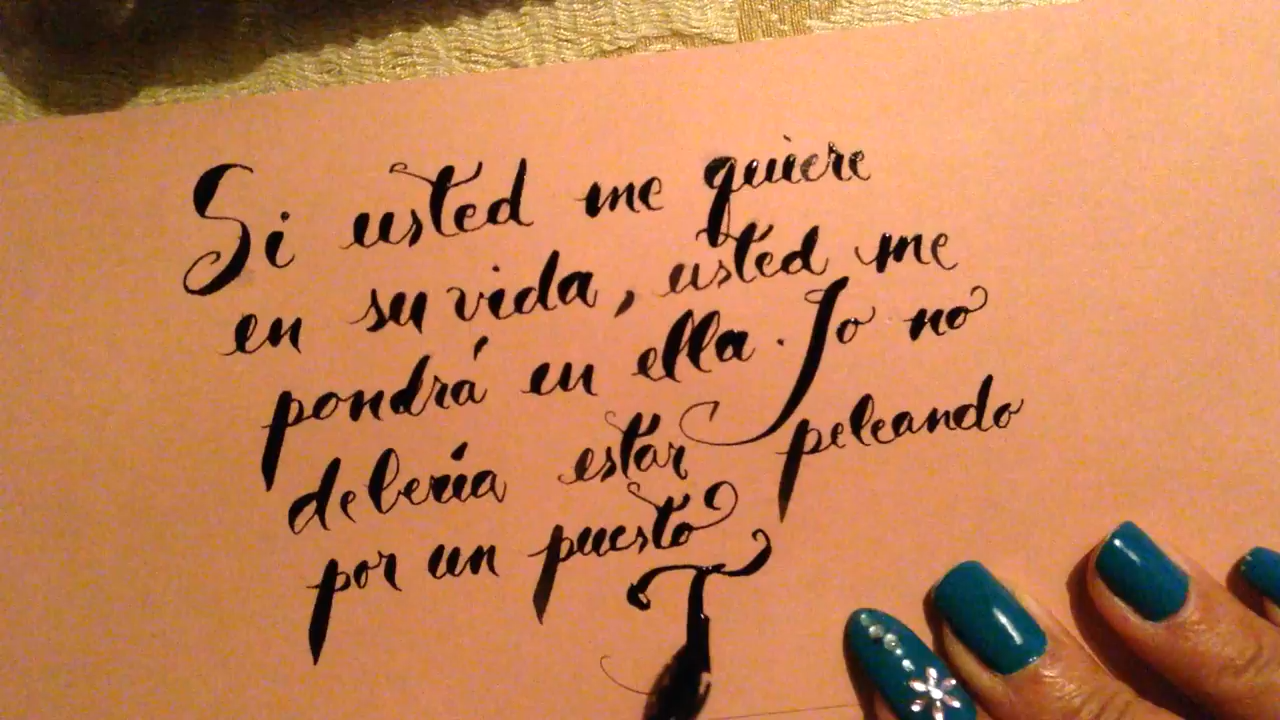 Si usted me quiere
en su vida, usted me
pondrá en ella. Yo no
debería estar peleando
por un puesto
T